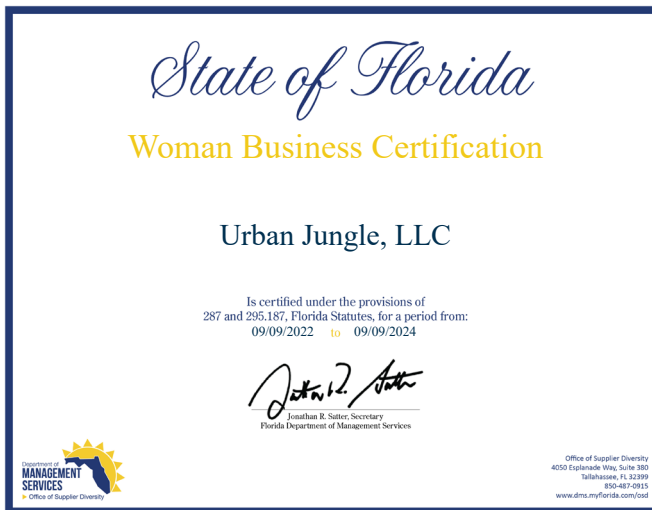 State of Florida
Woman Business Certification
Urban Jungle, LLC
Is certified under the provisions of
287 and 295.187, Florida Statutes, for a period from:
09/09/2022 to 09/09/2024
Jonathan R. Satter, Secretary
Florida Department of Management Services
Department of
MANAGEMENT
SERVICES
Office of Supplier Diversity
Office of Supplier Diversity
4050 Esplanade Way, Suite 380
Tallahassee, FL 32399
850-487-0915
www.dms.myflorida.com/osd